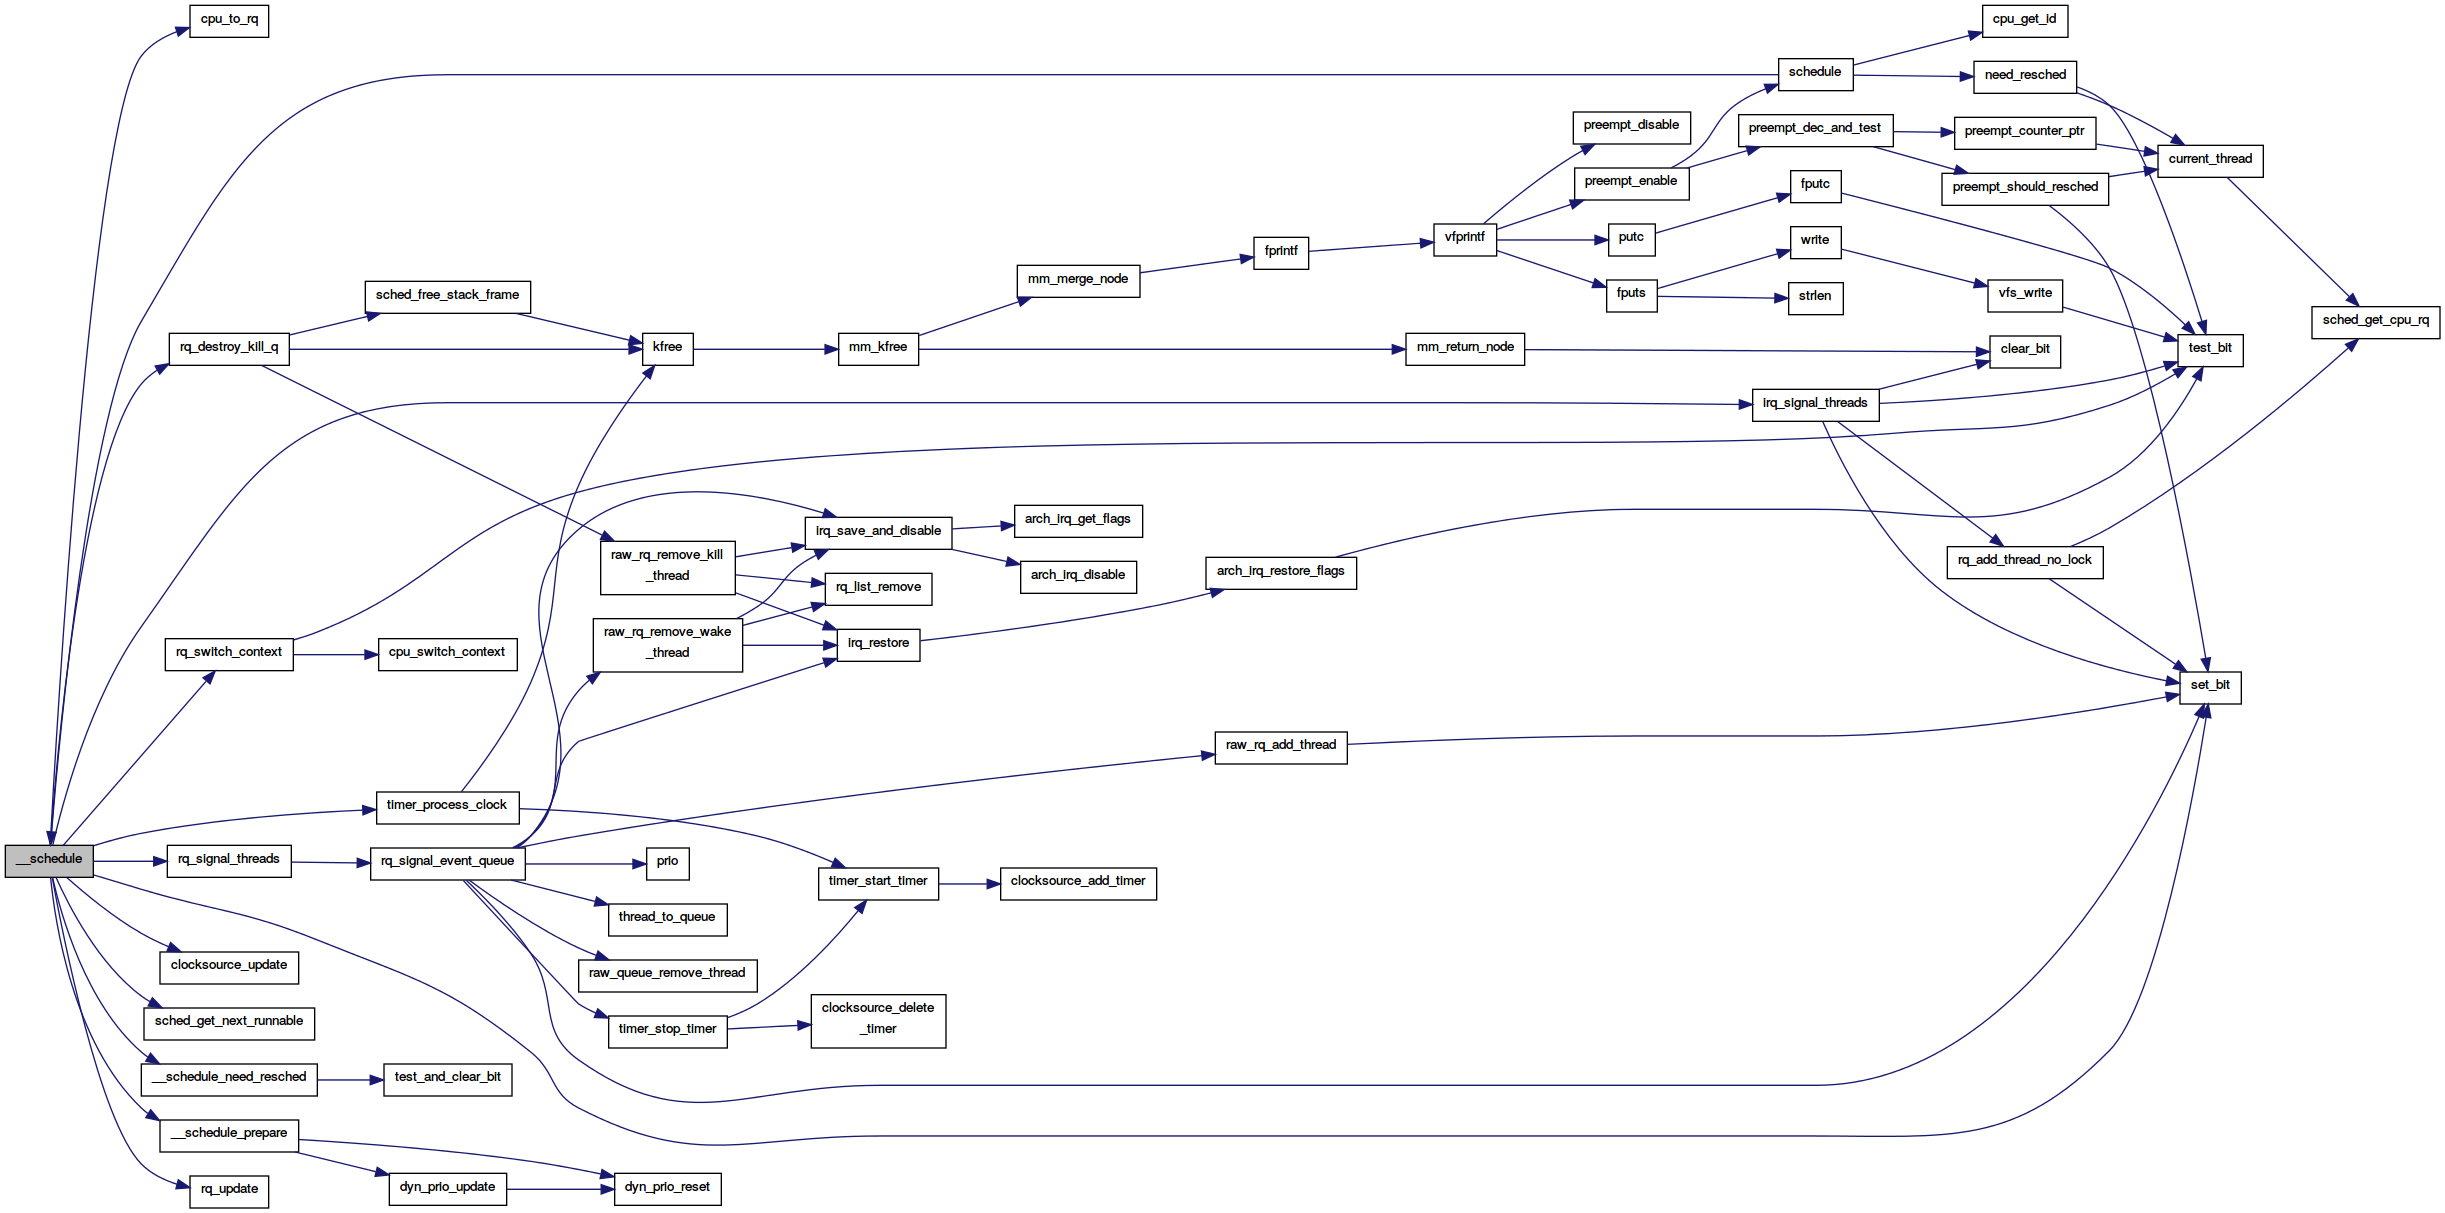 cpu_to_rq
cpu_get_id
schedule
need_resched
preempt_disable
preempt_dec_and_test
preempt_counter_ptr
current_thread
preempt_enable
fputc
preempt_should_resched
vfprintf
putc
write
fprintf
mm_merge_node
sched_free_stack_frame
fputs
strlen
vfs_write
sched_get_cpu_rq
rq_destroy_kill_q
kfree
mm_kfree
mm_return_node
clear_bit
test_bit
irq_signal_threads
irq_save_and_disable
arch_irq_get_flags
raw_rq_remove_kill
_thread
arch_irq_disable
arch_irq_restore_flags
rq_add_thread_no_lock
rq_list_remove
raw_rq_remove_wake
_thread
irq_restore
rq_switch_context
cpu_switch_context
set_bit
raw_rq_add_thread
timer_process_clock
__schedule
rq_signal_threads
rq_signal_event_queue
prio
timer_start_timer
clocksource_add_timer
thread_to_queue
clocksource_update
raw_queue_remove_thread
sched_get_next_runnable
timer_stop_timer
clocksource_delete
_timer
__schedule_need_resched
test_and_clear_bit
__schedule_prepare
rq_update
dyn_prio_update
dyn_prio_reset